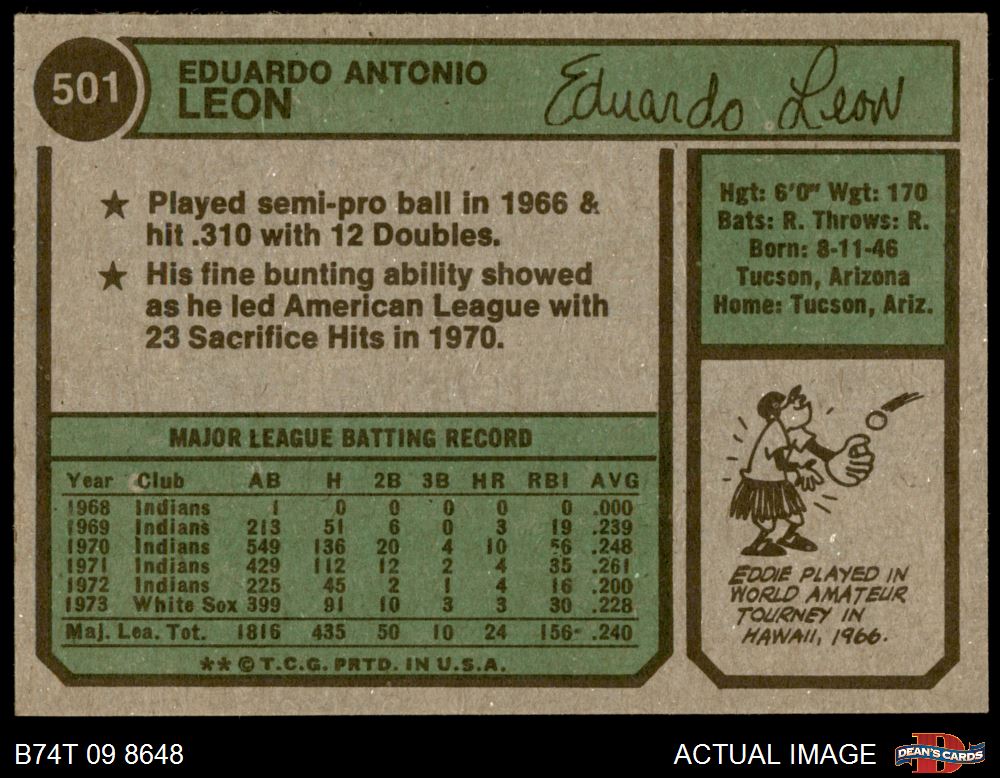 501
EDUARDO ANTONIO
LEON
Eduardo Leon
★ Played semi-pro ball in 1966 &
hit .310 with 12 Doubles.
★ His fine bunting ability showed
as he led American League with
23 Sacrifice Hits in 1970.
Hgt: 6'0" Wgt: 170
Bats: R. Throws: R.
Born: 8-11-46
Tucson, Arizona
Home: Tucson, Ariz.
MAJOR LEAGUE BATTING RECORD
Year Club AB H 2B 3B HR RBI AVG
1968 Indians 1 0 0 0 0 0 .000
1969 Indians 213 51 6 0 3 19 .239
1970 Indians 549 136 20 4 10 56 .248
1971 Indians 429 112 12 2 4 35 .261
1972 Indians 225 45 2 1 4 16 .200
1973 White Sox 399 91 10 3 3 30 .228
Maj. Lea. Tot. 1816 435 50 10 24 156 .240
** © T.C.G. PRTD. IN U.S.A.
EDDIE PLAYED IN
WORLD AMATEUR
TOURNEY IN
HAWAII, 1966.
B74T 09 8648
ACTUAL IMAGE
DEAN'S CARDS